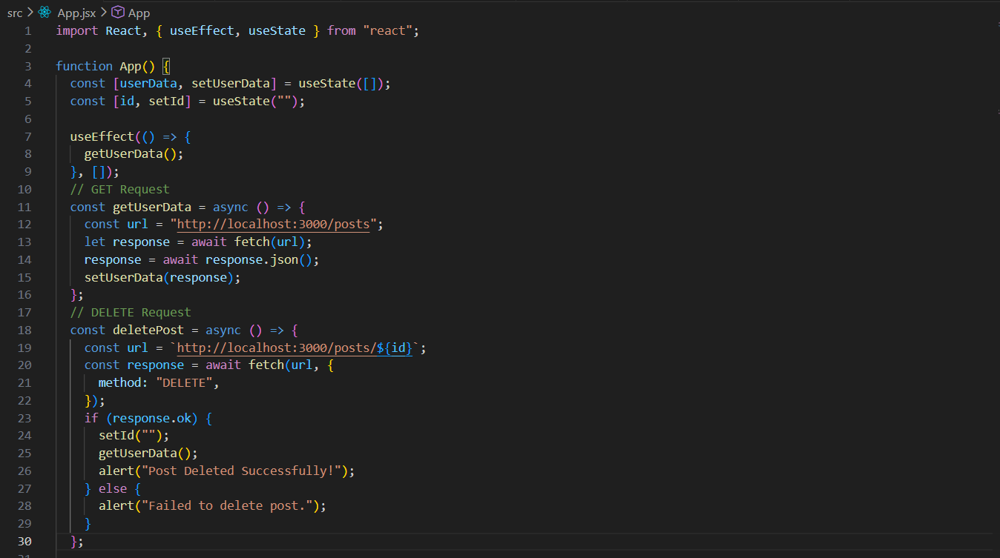 src > App.jsx > App
1 import React, { useEffect, useState } from "react";
2
3 function App() {
4   const [userData, setUserData] = useState([]);
5   const [id, setId] = useState("");
6
7   useEffect(() => {
8     getUserData();
9   }, []);
10   // GET Request
11   const getUserData = async () => {
12     const url = "http://localhost:3000/posts";
13     let response = await fetch(url);
14     response = await response.json();
15     setUserData(response);
16   };
17   // DELETE Request
18   const deletePost = async () => {
19     const url = `http://localhost:3000/posts/${id}`;
20     const response = await fetch(url, {
21       method: "DELETE",
22     });
23     if (response.ok) {
24       setId("");
25       getUserData();
26       alert("Post Deleted Successfully!");
27     } else {
28       alert("Failed to delete post.");
29     }
30   };
31